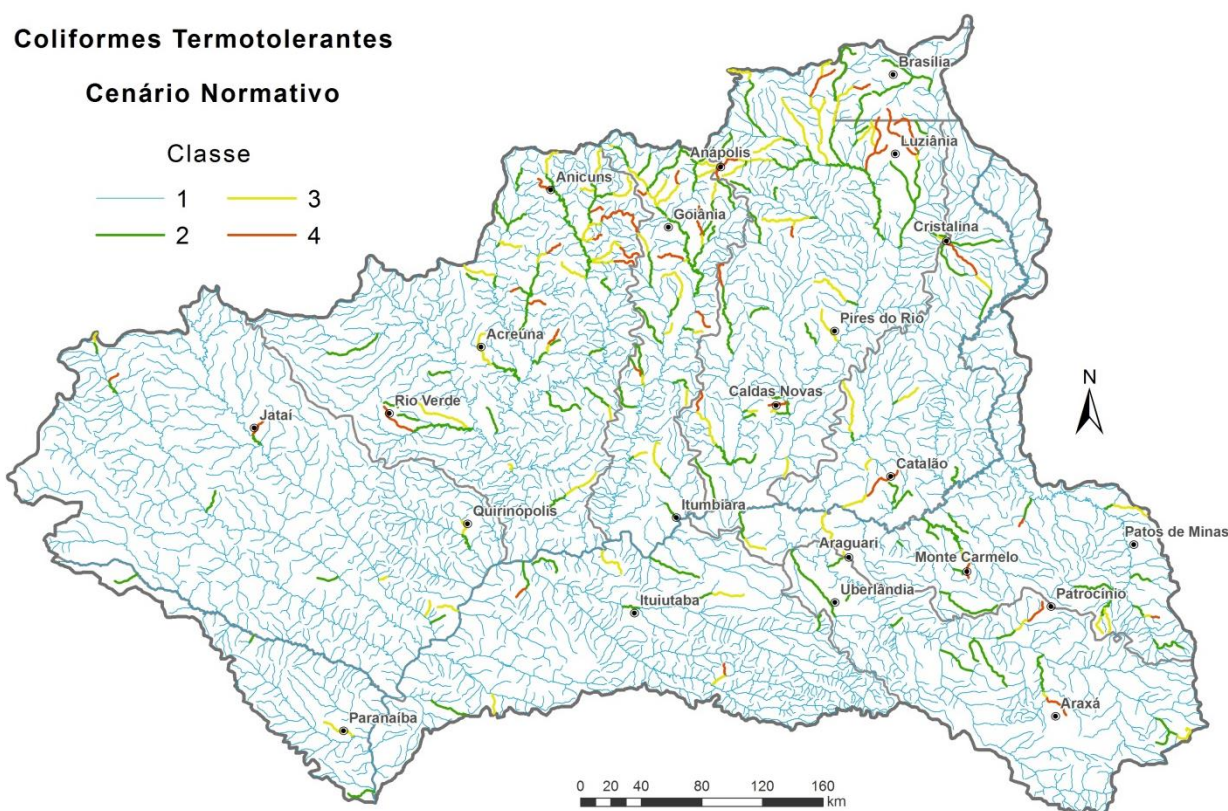 Coliformes Termotolerantes
Cenário Normativo
Classe
1 3
2 4
Brasília
Luziânia
Anápolis
Anicuns
Goiânia
Cristalina
Pires do Rio
Acreúna
Caldas Novas
Rio Verde
Jataí
N
Catalão
Quirinópolis
Itumbiara
Patos de Minas
Araguari
Monte Carmelo
Uberlândia
Patrocínio
Ituiutaba
Araxá
Paranaíba
0 20 40 80 120 160
km